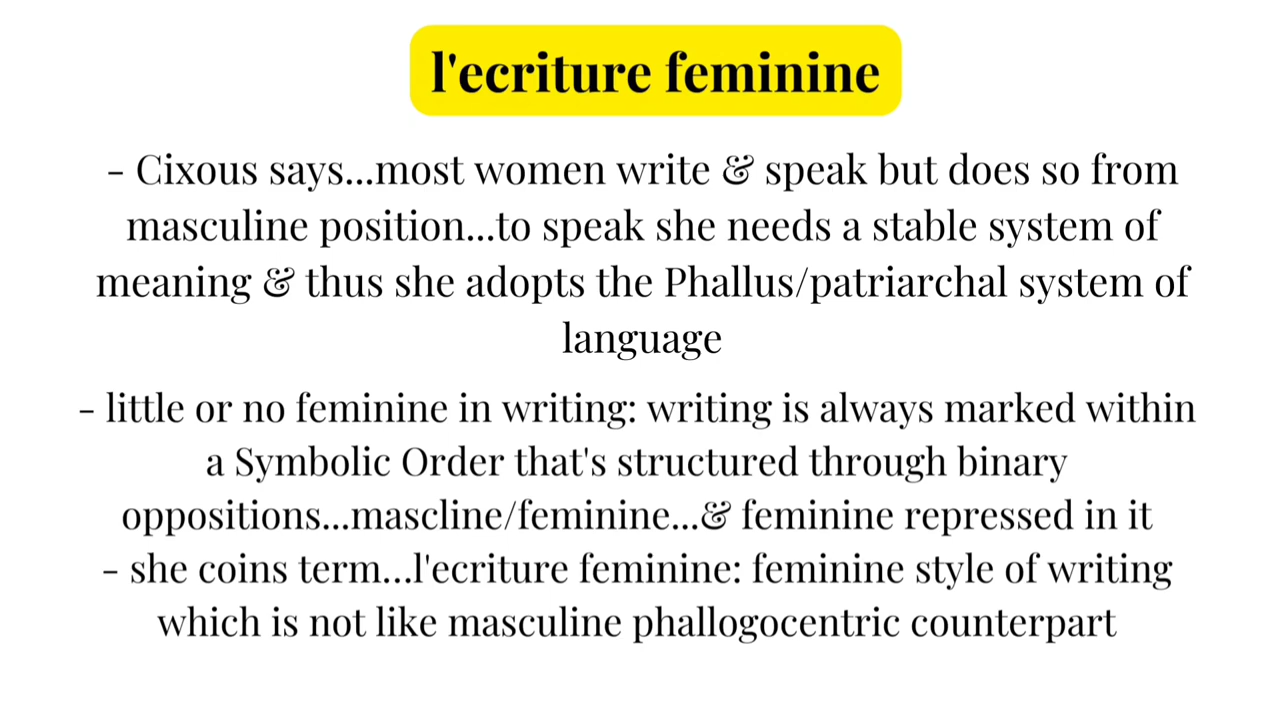 l'ecriture feminine
- Cixous says...most women write & speak but does so from
masculine position...to speak she needs a stable system of
meaning & thus she adopts the Phallus/patriarchal system of
language
- little or no feminine in writing: writing is always marked within
a Symbolic Order that's structured through binary
oppositions...mascline/feminine...& feminine repressed in it
- she coins term...l'ecriture feminine: feminine style of writing
which is not like masculine phallogocentric counterpart